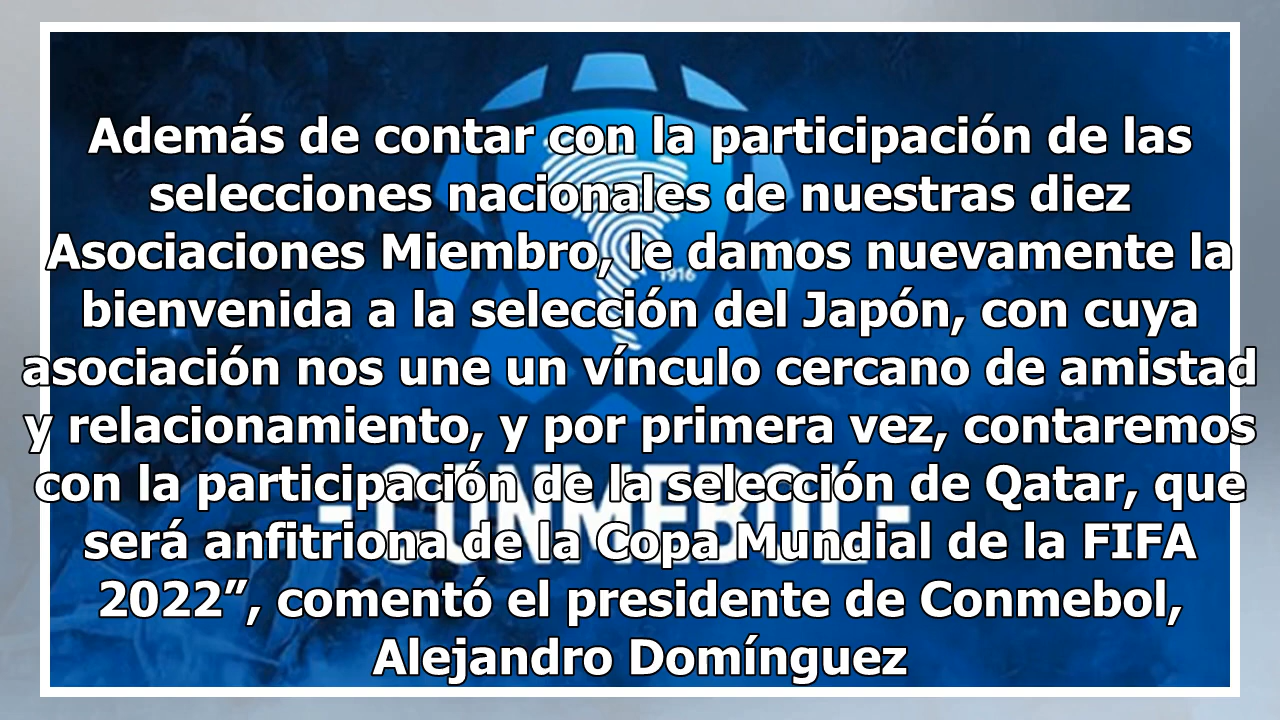 Además de contar con la participación de las
selecciones nacionales de nuestras diez
Asociaciones Miembro, le damos nuevamente la
bienvenida a la selección del Japón, con cuya
asociación nos une un vínculo cercano de amistad
y relacionamiento, y por primera vez, contaremos
con la participación de la selección de Qatar, que
será anfitriona de la Copa Mundial de la FIFA
2022”, comentó el presidente de Conmebol,
Alejandro Domínguez
1916
-CONMEBOL-